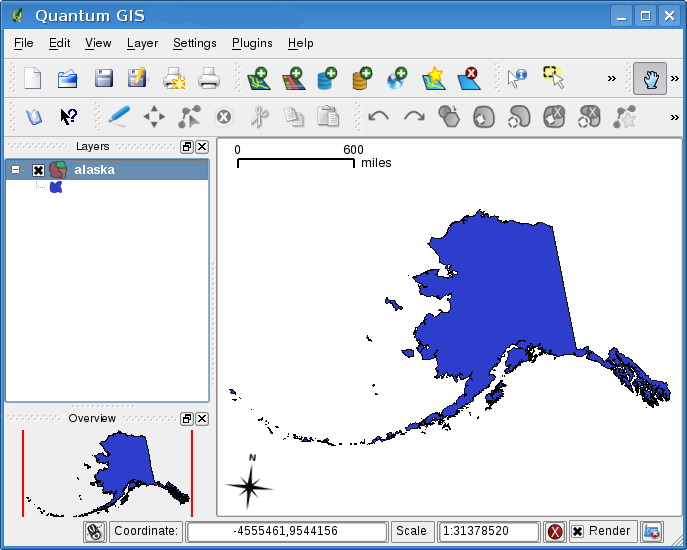 Quantum GIS
File Edit View Layer Settings Plugins Help
» »
? »
Layers
alaska
0 600
miles
Overview
N
Coordinate: -4555461,9544156 Scale 1:31378520 Render